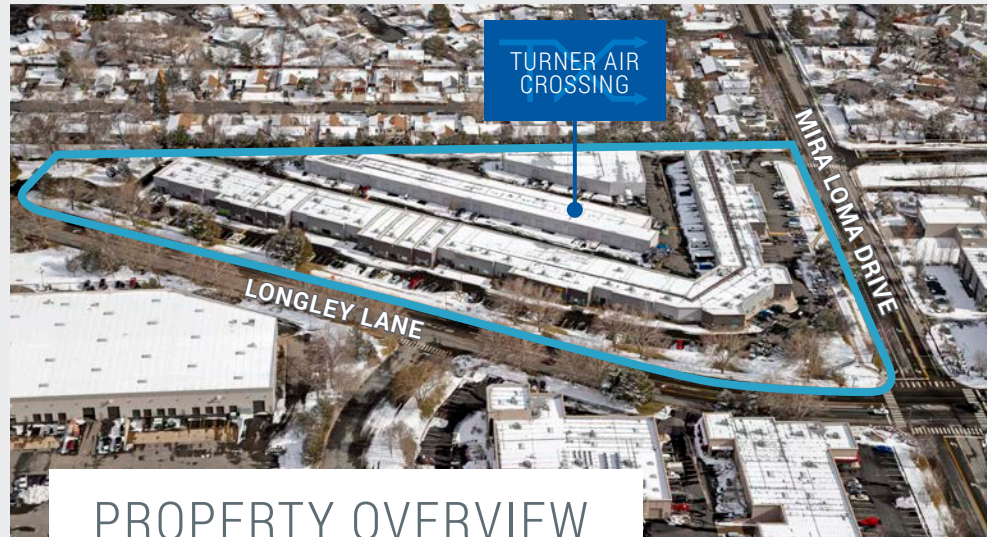 TURNER AIR
CROSSING
MIRA LOMA DRIVE
LONGLEY LANE
PROPERTY OVERVIEW